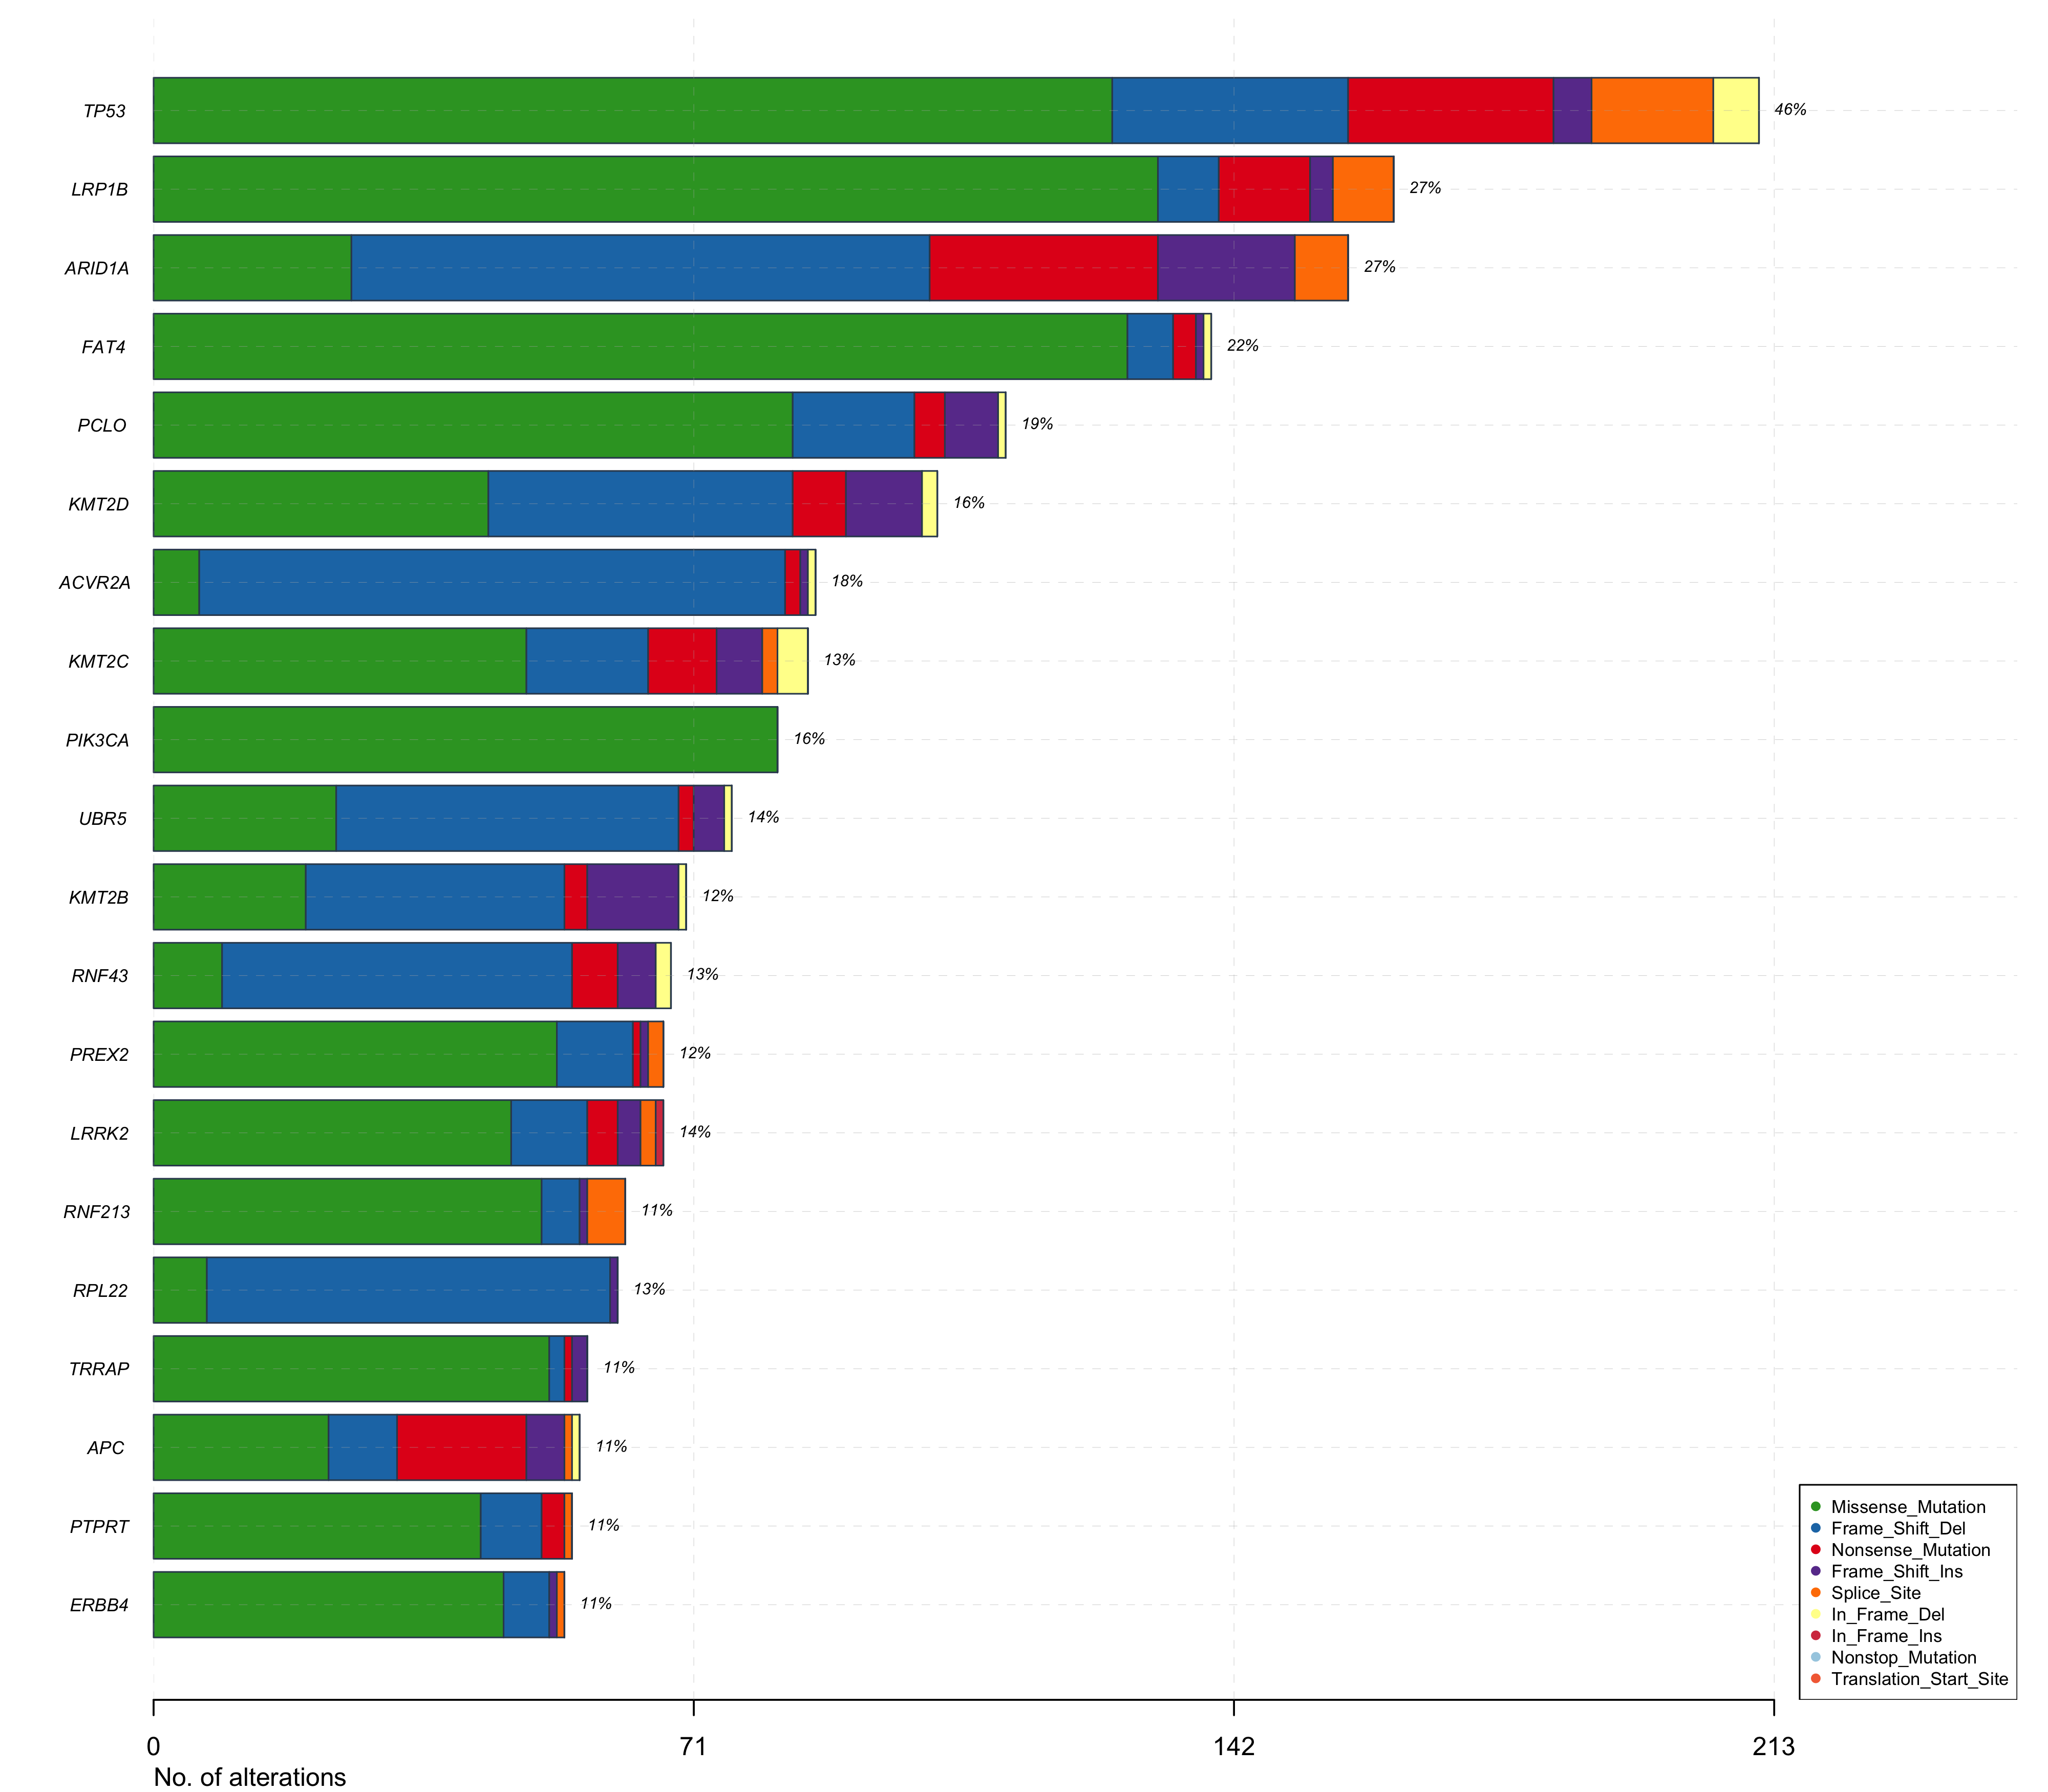 TP53 46%
LRP1B 27%
ARID1A 27%
FAT4 22%
PCLO 19%
KMT2D 16%
ACVR2A 18%
KMT2C 13%
PIK3CA 16%
UBR5 14%
KMT2B 12%
RNF43 13%
PREX2 12%
LRRK2 14%
RNF213 11%
RPL22 13%
TRRAP 11%
APC 11%
PTPRT 11%
ERBB4 11%
Missense_Mutation
Frame_Shift_Del
Nonsense_Mutation
Frame_Shift_Ins
Splice_Site
In_Frame_Del
In_Frame_Ins
Nonstop_Mutation
Translation_Start_Site
0 71 142 213
No. of alterations